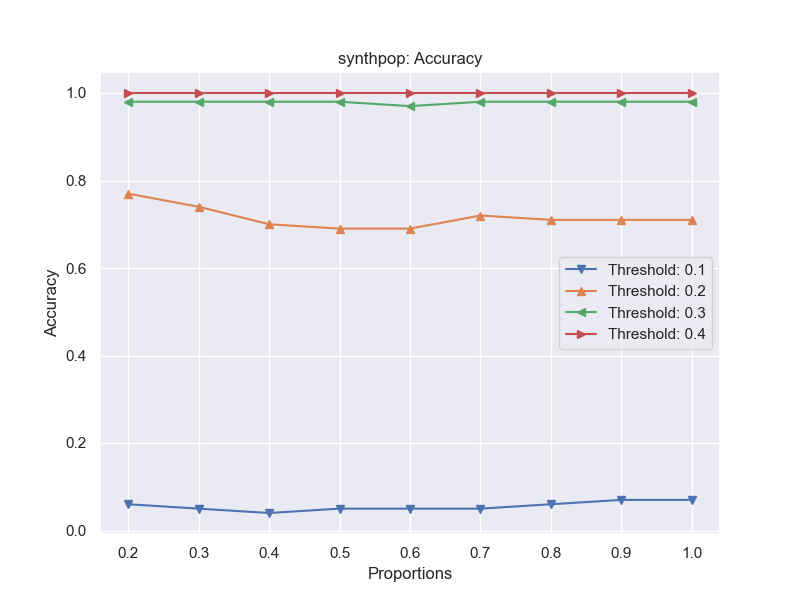 synthpop: Accuracy
1.0
0.8
0.6
0.4
0.2
0.0
Accuracy
Threshold: 0.1
Threshold: 0.2
Threshold: 0.3
Threshold: 0.4
0.2 0.3 0.4 0.5 0.6 0.7 0.8 0.9 1.0
Proportions